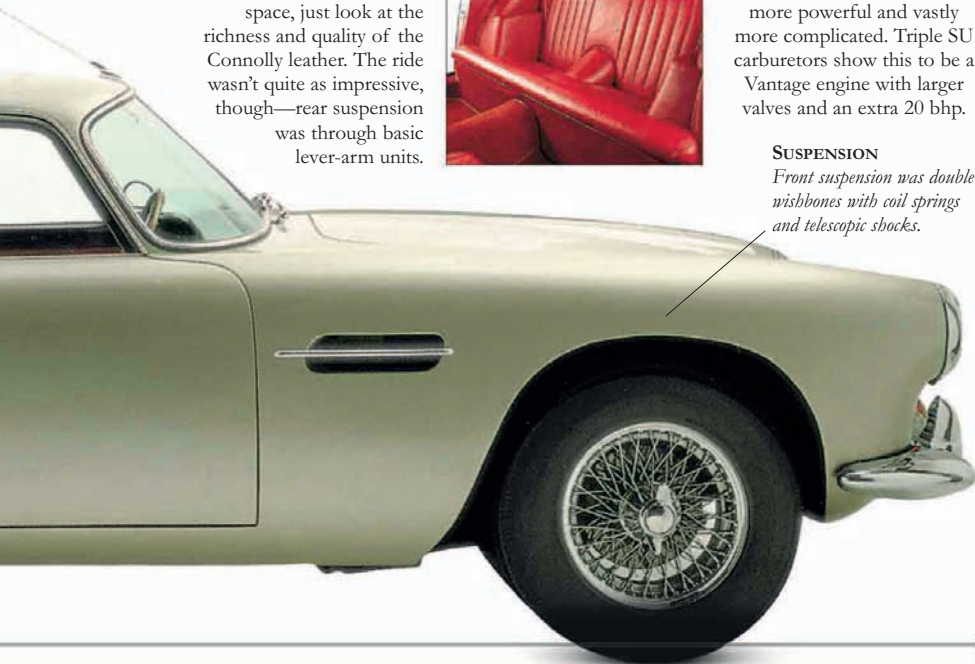 space, just look at the
richness and quality of the
Connolly leather. The ride
wasn't quite as impressive,
though—rear suspension
was through basic
lever-arm units.
more powerful and vastly
more complicated. Triple SU
carburetors show this to be a
Vantage engine with larger
valves and an extra 20 bhp.
SUSPENSION
Front suspension was double
wishbones with coil springs
and telescopic shocks.